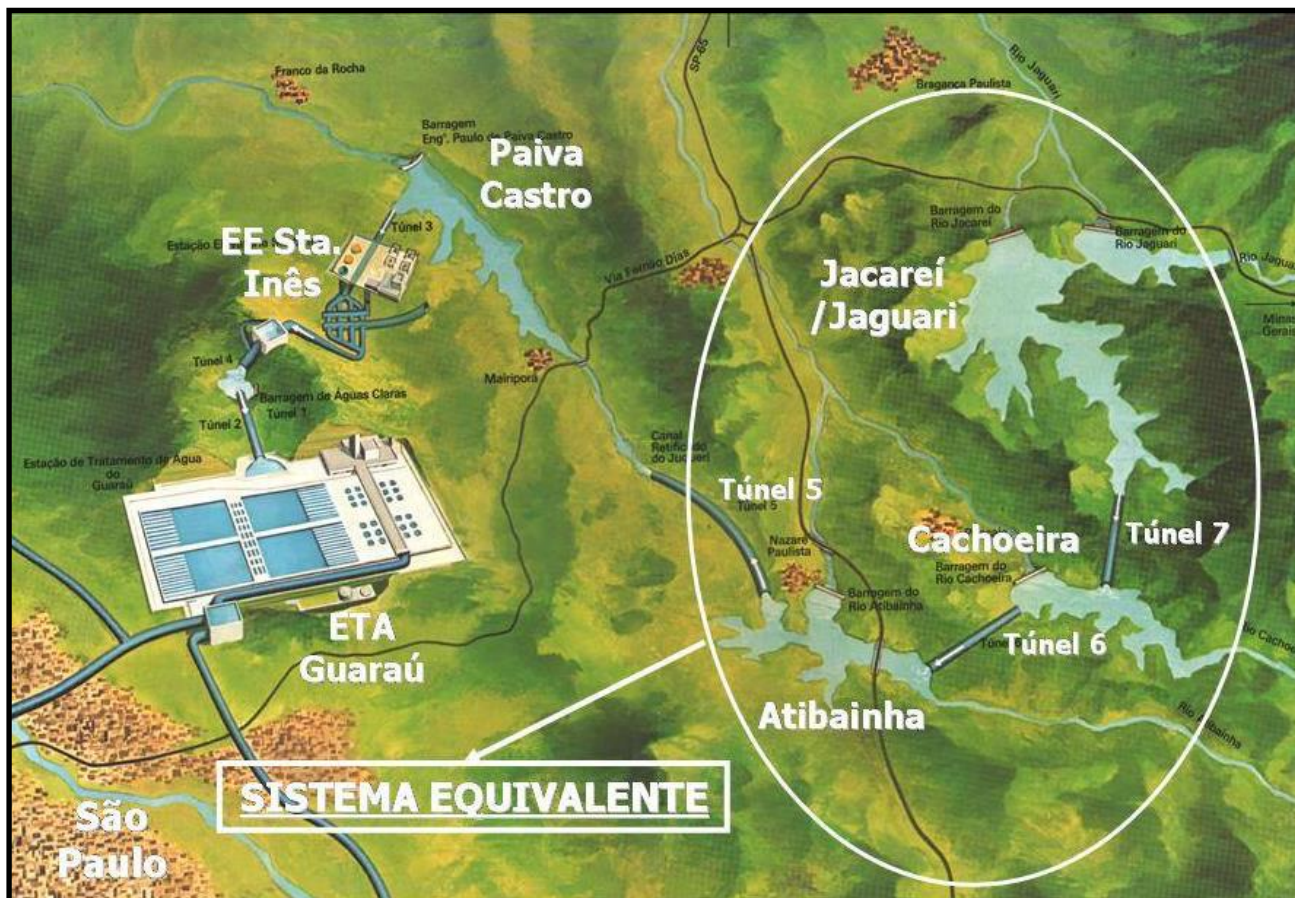 Franco da Rocha
SP-65
Rio Jaguari
Bragança Paulista
Barragem
Engº. Paulo de Paiva Castro
Paiva
Castro
Túnel 3
EE Sta.
Inês
Barragem do
Rio Jacareí
Barragem do
Rio Jaguari
Via Fernão Dias
Jacareí
/Jaguari
Minas
Gerais
Túnel 4
Mairiporã
Barragem de Águas Claras
Túnel 1
Túnel 2
Estação de Tratamento de Água
do
Guaraú
Canal
Retificado
do Juqueri
Túnel 5
Túnel 5
Nazaré
Paulista
Cachoeira
Barragem do
Rio Cachoeira
Túnel 7
Barragem do
Rio Atibainha
Túnel 6
ETA
Guaraú
Atibainha
Rio Atibainha
SISTEMA EQUIVALENTE
São
Paulo